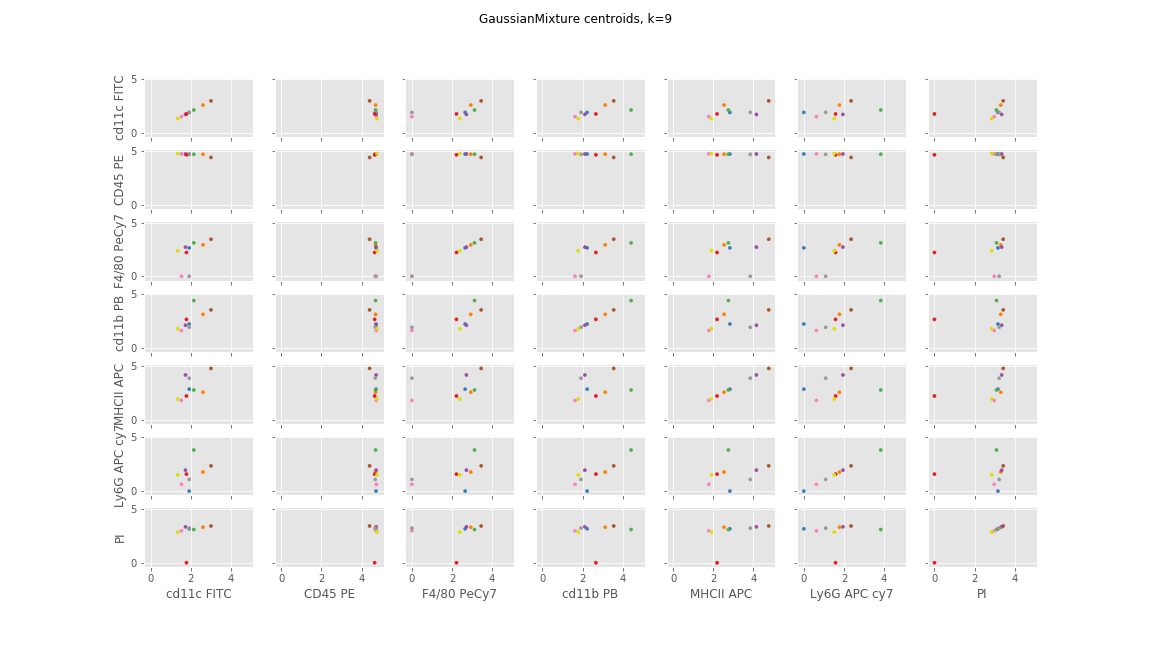 GaussianMixture centroids, k=9
cd11c FITC
5
0
CD45 PE
5
0
F4/80 PeCy7
5
0
cd11b PB
5
0
MHCII APC
5
0
Ly6G APC cy7
5
0
PI
5
0
0 2 4 0 2 4 0 2 4 0 2 4 0 2 4 0 2 4 0 2 4
cd11c FITC CD45 PE F4/80 PeCy7 cd11b PB MHCII APC Ly6G APC cy7 PI